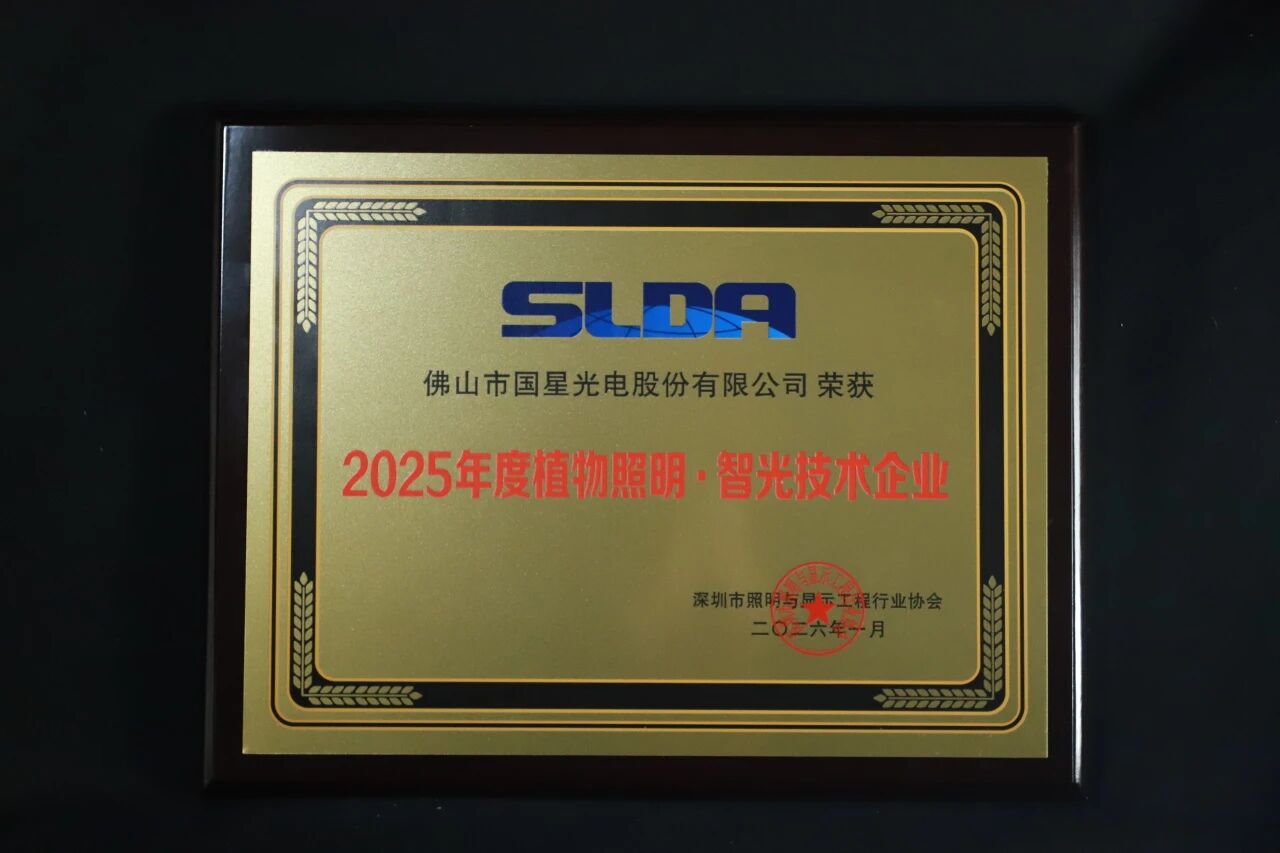 SLDA
佛山市国星光电股份有限公司 荣获
2025年度植物照明·智光技术企业
深圳市照明与显示工程行业协会
二〇二六年一月